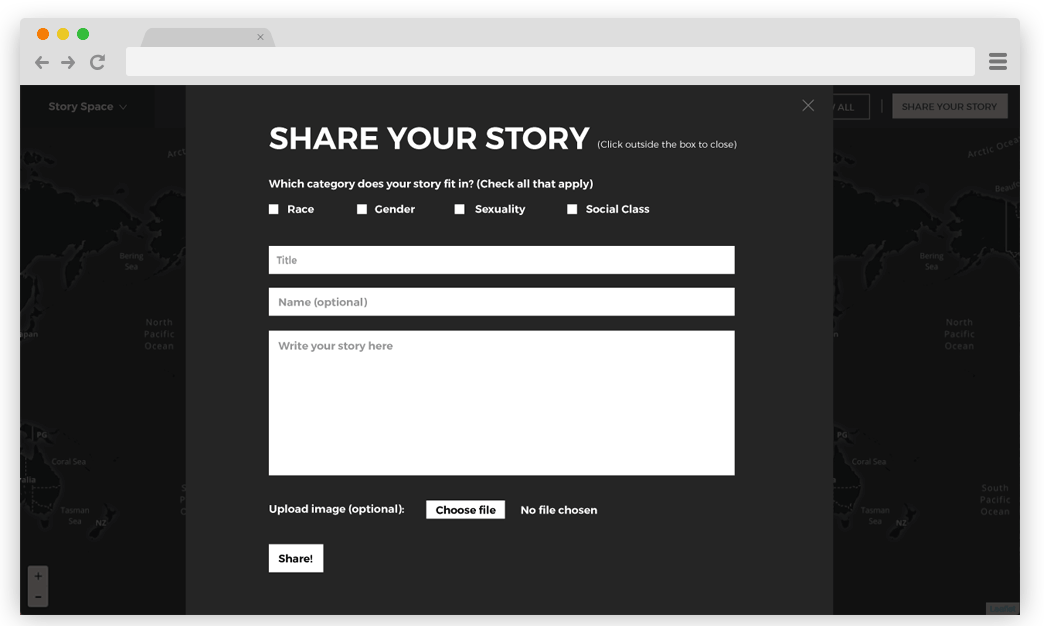 Story Space
ALL
SHARE YOUR STORY
SHARE YOUR STORY (Click outside the box to close)
Which category does your story fit in? (Check all that apply)
Race Gender Sexuality Social Class
Title
Name (optional)
Write your story here
Upload image (optional): Choose file No file chosen
Share!
Arctic Ocea
Bering
Sea
North
Pacific
Ocean
PG
Coral Sea
Tasman
Sea
NZ
+
−
Bering
Sea
North
Pacific
Ocean
PG
Coral Sea
South
Pacific
Ocean
Tasman
Sea
NZ
Leaflet